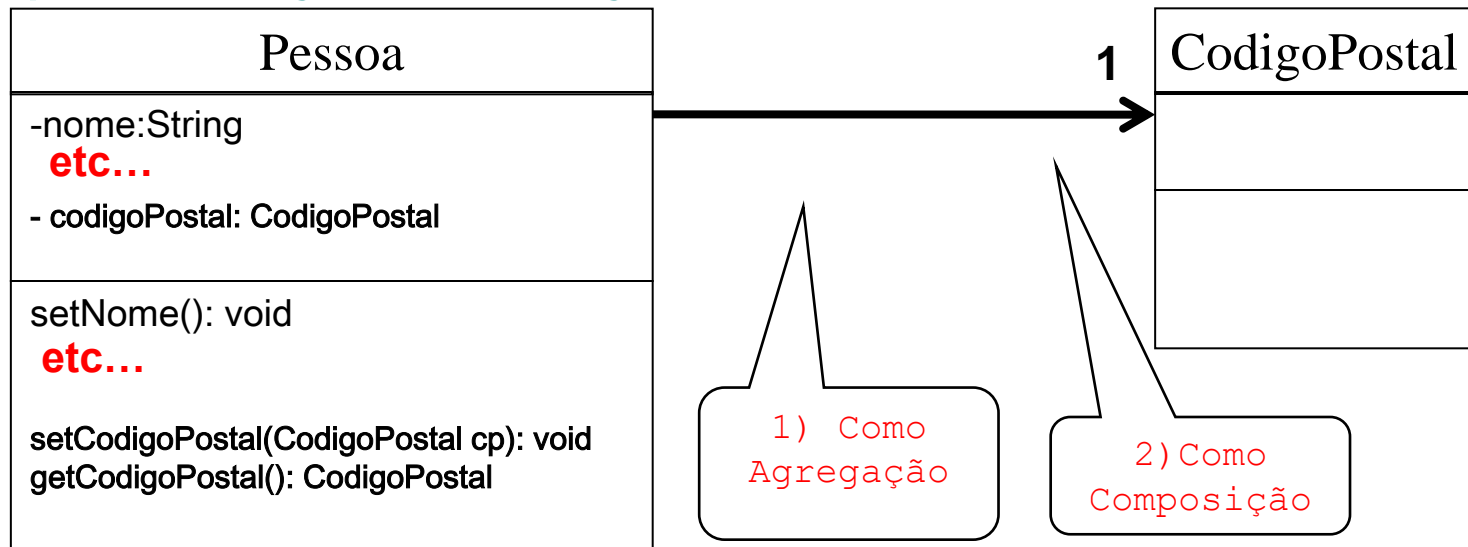 Pessoa
-nome:String
etc...
- codigoPostal: CodigoPostal
setNome(): void
etc...
setCodigoPostal(CodigoPostal cp): void
getCodigoPostal(): CodigoPostal
1
CodigoPostal
1) Como
Agregação
2)Como
Composição